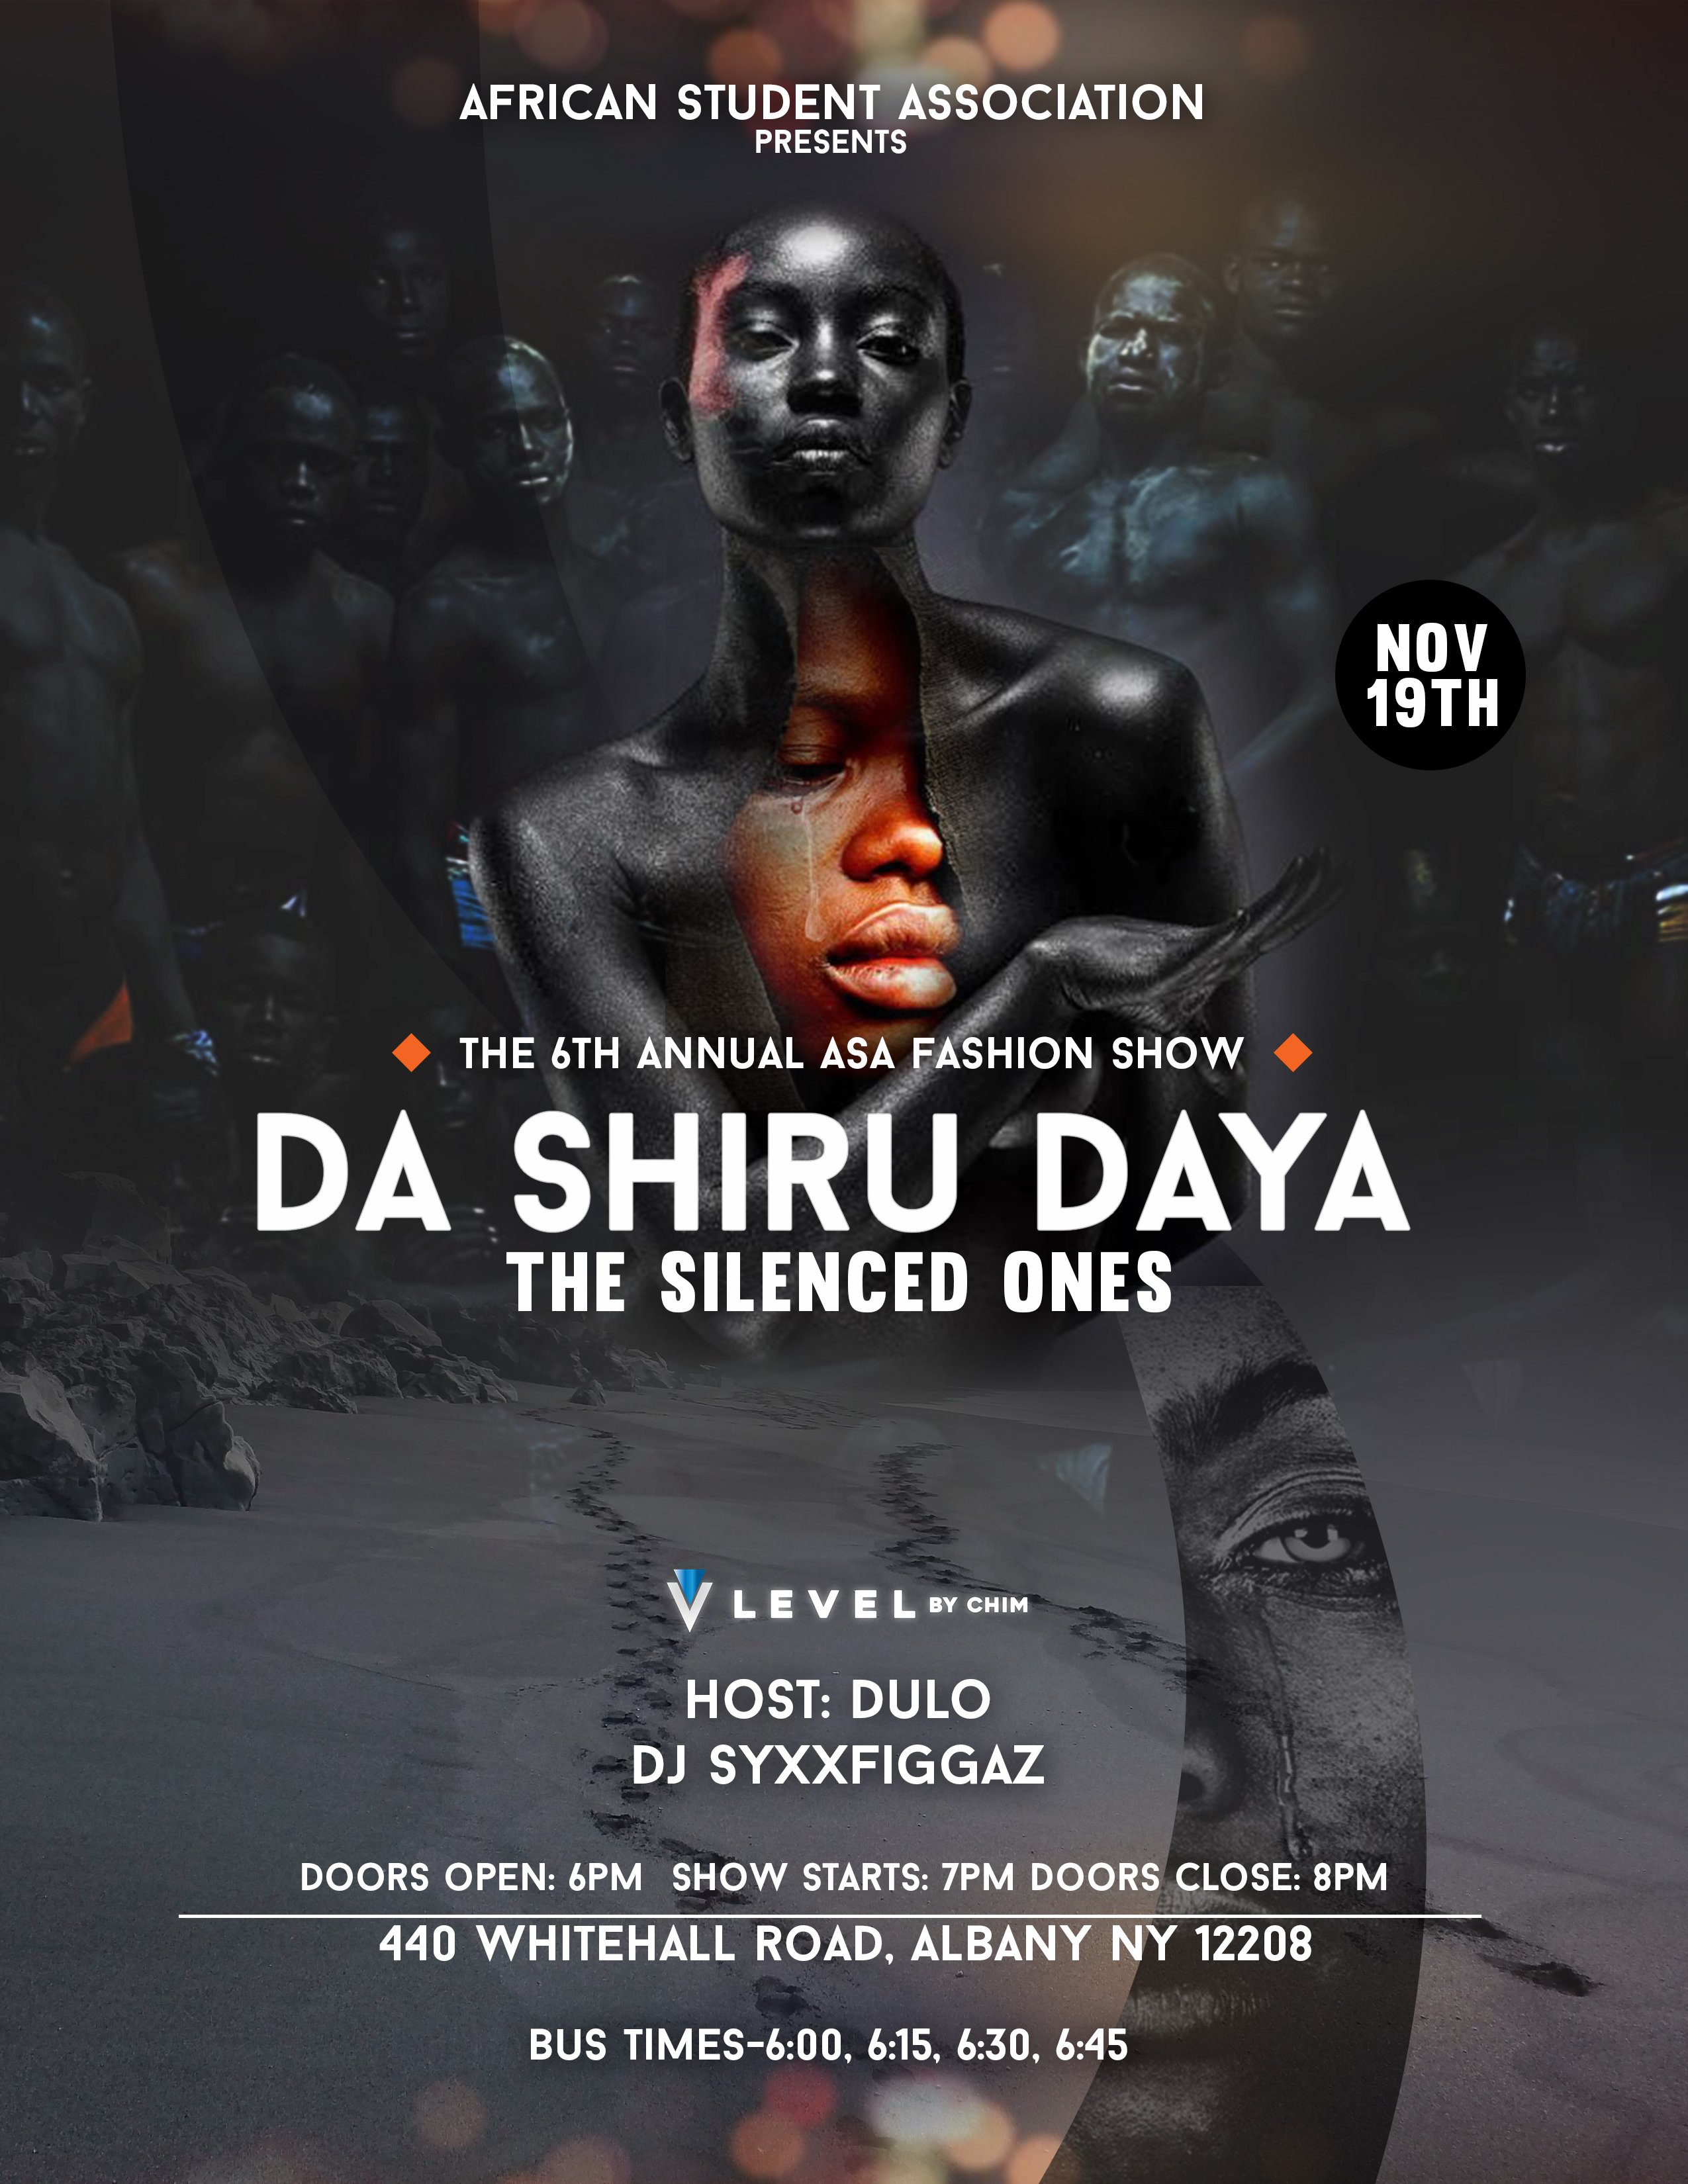 AFRICAN STUDENT ASSOCIATION
PRESENTS
NOV
19TH
THE 6TH ANNUAL ASA FASHION SHOW
DA SHIRU DAYA
THE SILENCED ONES
LEVEL BY CHIM
HOST: DULO
DJ SYXXFIGGAZ
DOORS OPEN: 6PM SHOW STARTS: 7PM DOORS CLOSE: 8PM
440 WHITEHALL ROAD, ALBANY NY 12208
BUS TIMES-6:00, 6:15, 6:30, 6:45